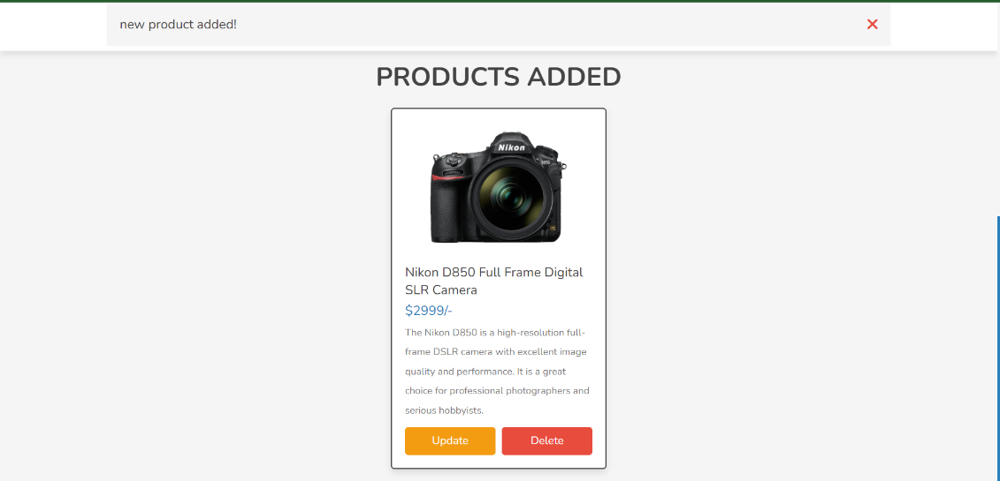 new product added!
PRODUCTS ADDED
Nikon
D850
Nikon D850 Full Frame Digital
SLR Camera
$2999/-
The Nikon D850 is a high-resolution full-
frame DSLR camera with excellent image
quality and performance. It is a great
choice for professional photographers and
serious hobbyists.
Update
Delete